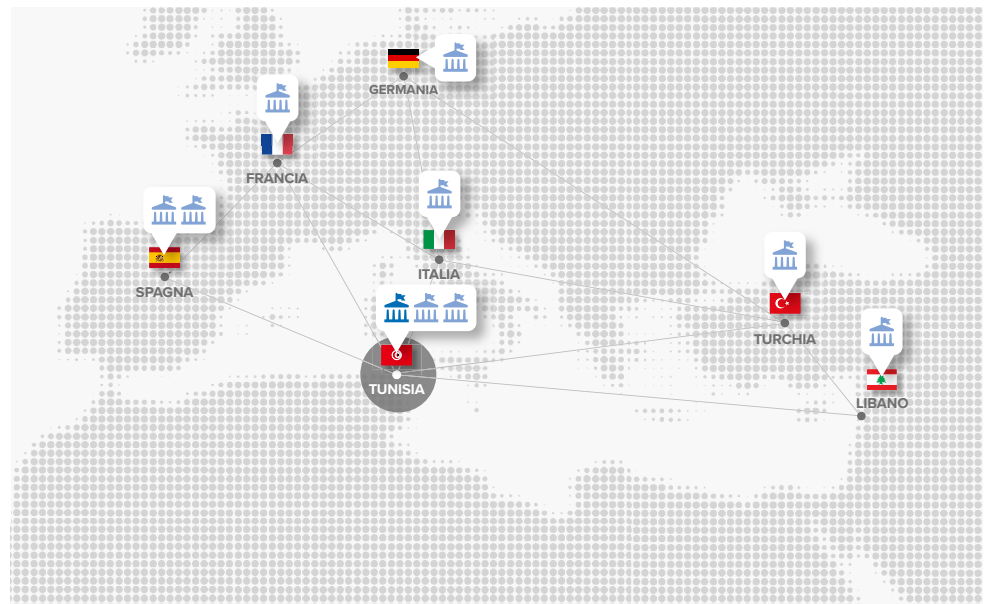 GERMANIA
FRANCIA
ITALIA
SPAGNA
TURCHIA
TUNISIA
LIBANO